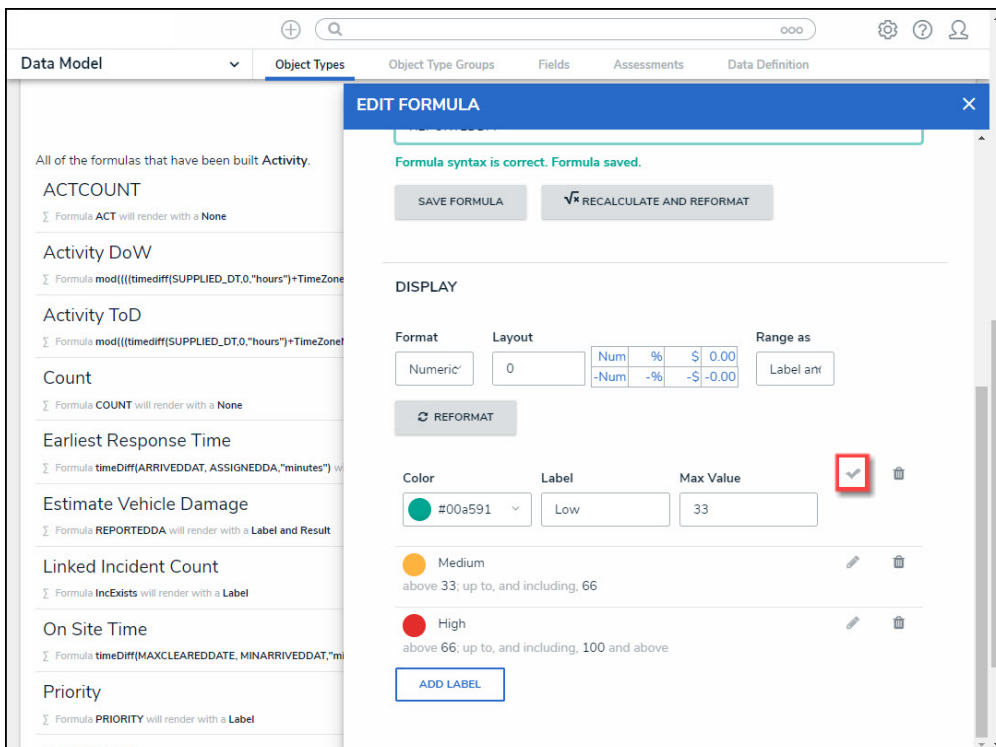 ooo
Data Model
Object Types
Object Type Groups
Fields
Assessments
Data Definition
All of the formulas that have been built Activity.
ACTCOUNT
∑ Formula ACT will render with a None
Activity DoW
∑ Formula mod((((timediff(SUPPLIED_DT,0,"hours")+TimeZone
Activity ToD
∑ Formula mod(((timediff(SUPPLIED_DT,0,"hours")+TimeZone
Count
∑ Formula COUNT will render with a None
Earliest Response Time
∑ Formula timeDiff(ARRIVEDDAT, ASSIGNEDDA,"minutes") w
Estimate Vehicle Damage
∑ Formula REPORTEDDA will render with a Label and Result
Linked Incident Count
∑ Formula IncExists will render with a Label
On Site Time
∑ Formula timeDiff(MAXCLEAREDDATE, MINARRIVEDDAT,"mi
Priority
∑ Formula PRIORITY will render with a Label
EDIT FORMULA
Formula syntax is correct. Formula saved.
SAVE FORMULA
RECALCULATE AND REFORMAT
DISPLAY
Format
Layout
Range as
Numeric
0
Num % $ 0.00
-Num -% -$ -0.00
Label an
REFORMAT
Color
Label
Max Value
#00a591
Low
33
Medium
above 33; up to, and including, 66
High
above 66; up to, and including, 100 and above
ADD LABEL